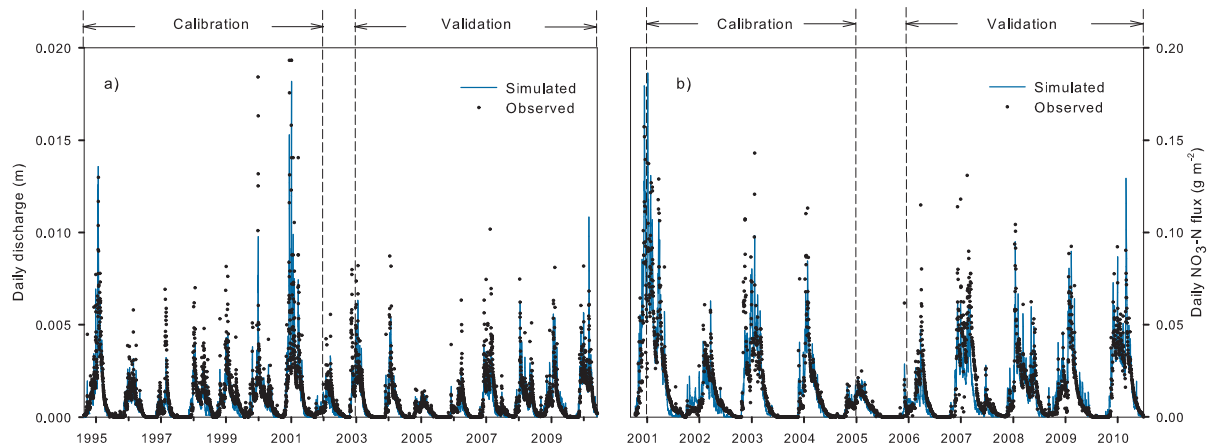 Calibration
Validation
Calibration
Validation
0.020
0.015
0.010
0.005
0.000
Daily discharge (m)
a)
Simulated
Observed
1995
1997
1999
2001
2003
2005
2007
2009
b)
Simulated
Observed
0.20
0.15
0.10
0.05
0.00
Daily NO3-N flux (g m-2)
2001
2002
2003
2004
2005
2006
2007
2008
2009
2010